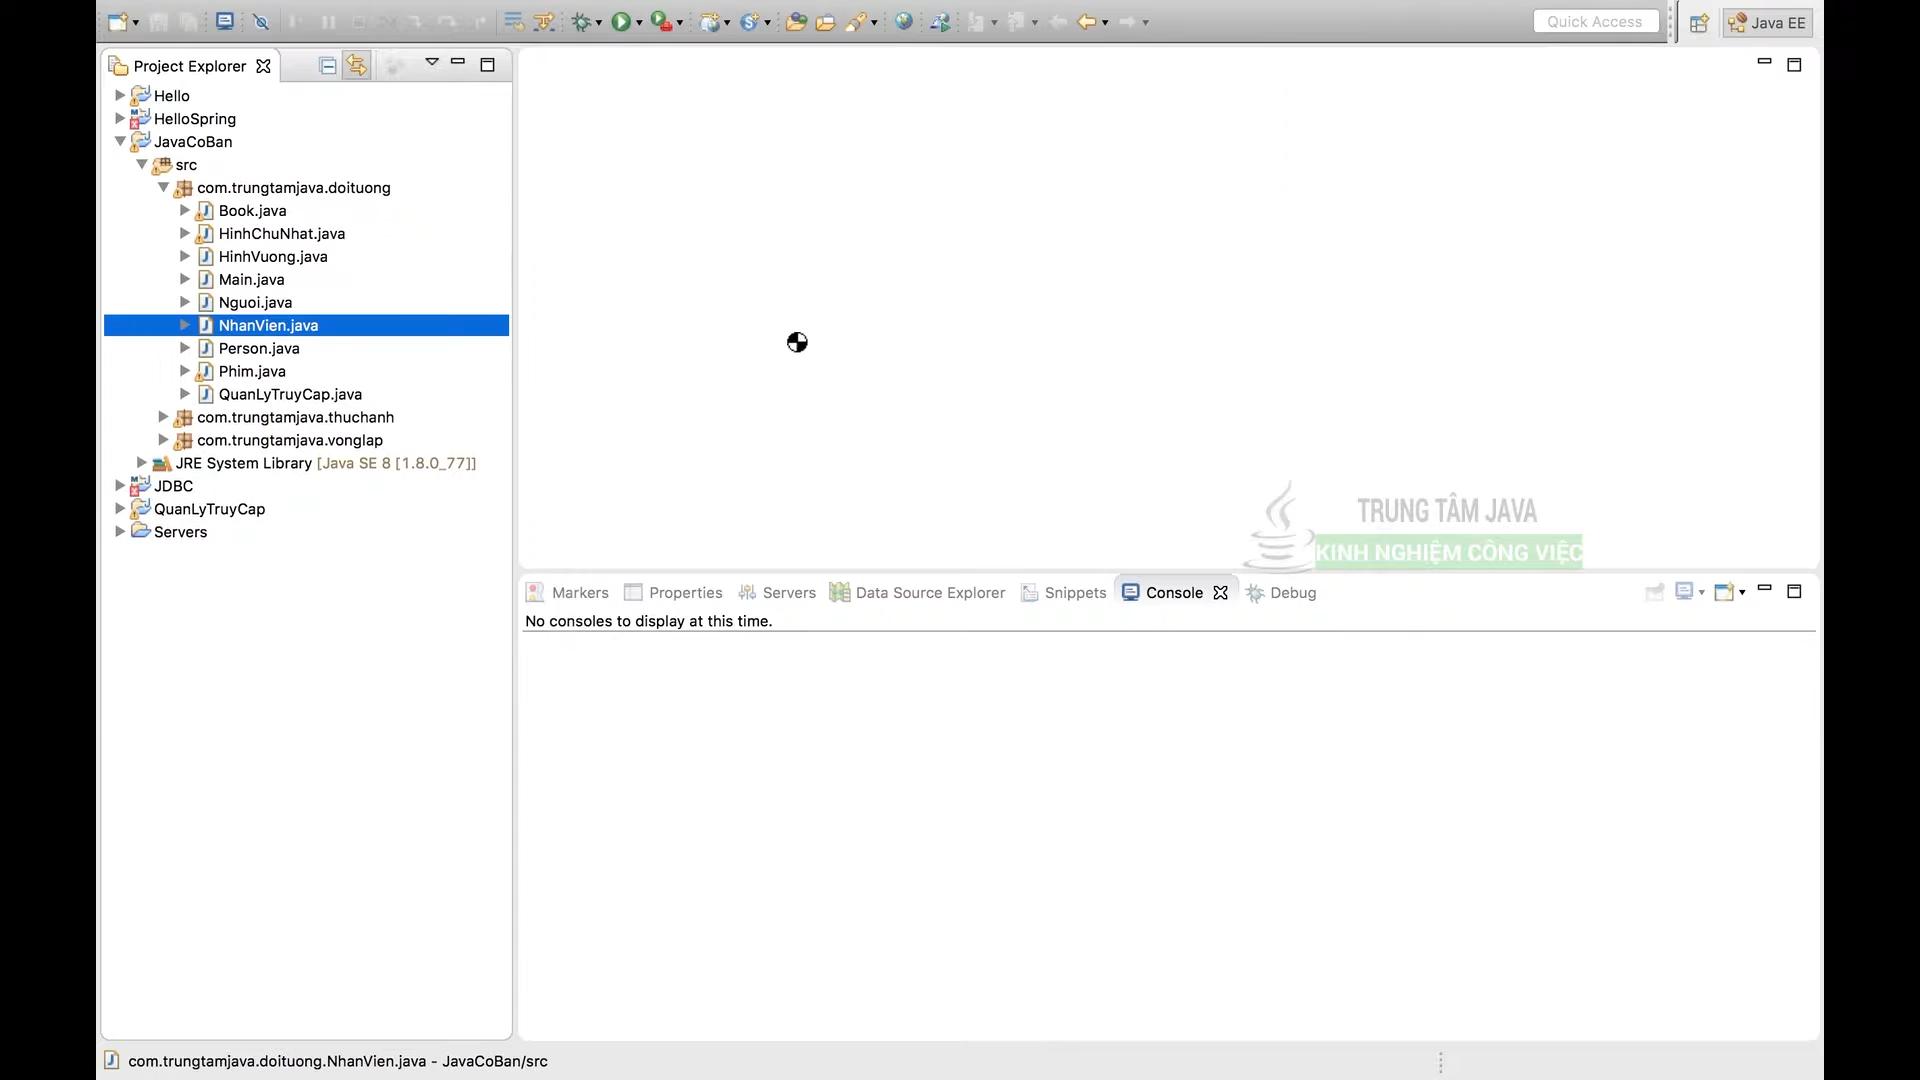 Quick Access
Java EE
Project Explorer
Hello
HelloSpring
JavaCoBan
src
com.trungtamjava.doituong
Book.java
HinhChuNhat.java
HinhVuong.java
Main.java
Nguoi.java
NhanVien.java
Person.java
Phim.java
QuanLyTruyCap.java
com.trungtamjava.thuchanh
com.trungtamjava.vonglap
JRE System Library [Java SE 8 [1.8.0_77]]
JDBC
QuanLyTruyCap
Servers
TRUNG TÂM JAVA
KINH NGHIỆM CÔNG VIỆC
Markers Properties Servers Data Source Explorer Snippets Console Debug
No consoles to display at this time.
com.trungtamjava.doituong.NhanVien.java - JavaCoBan/src